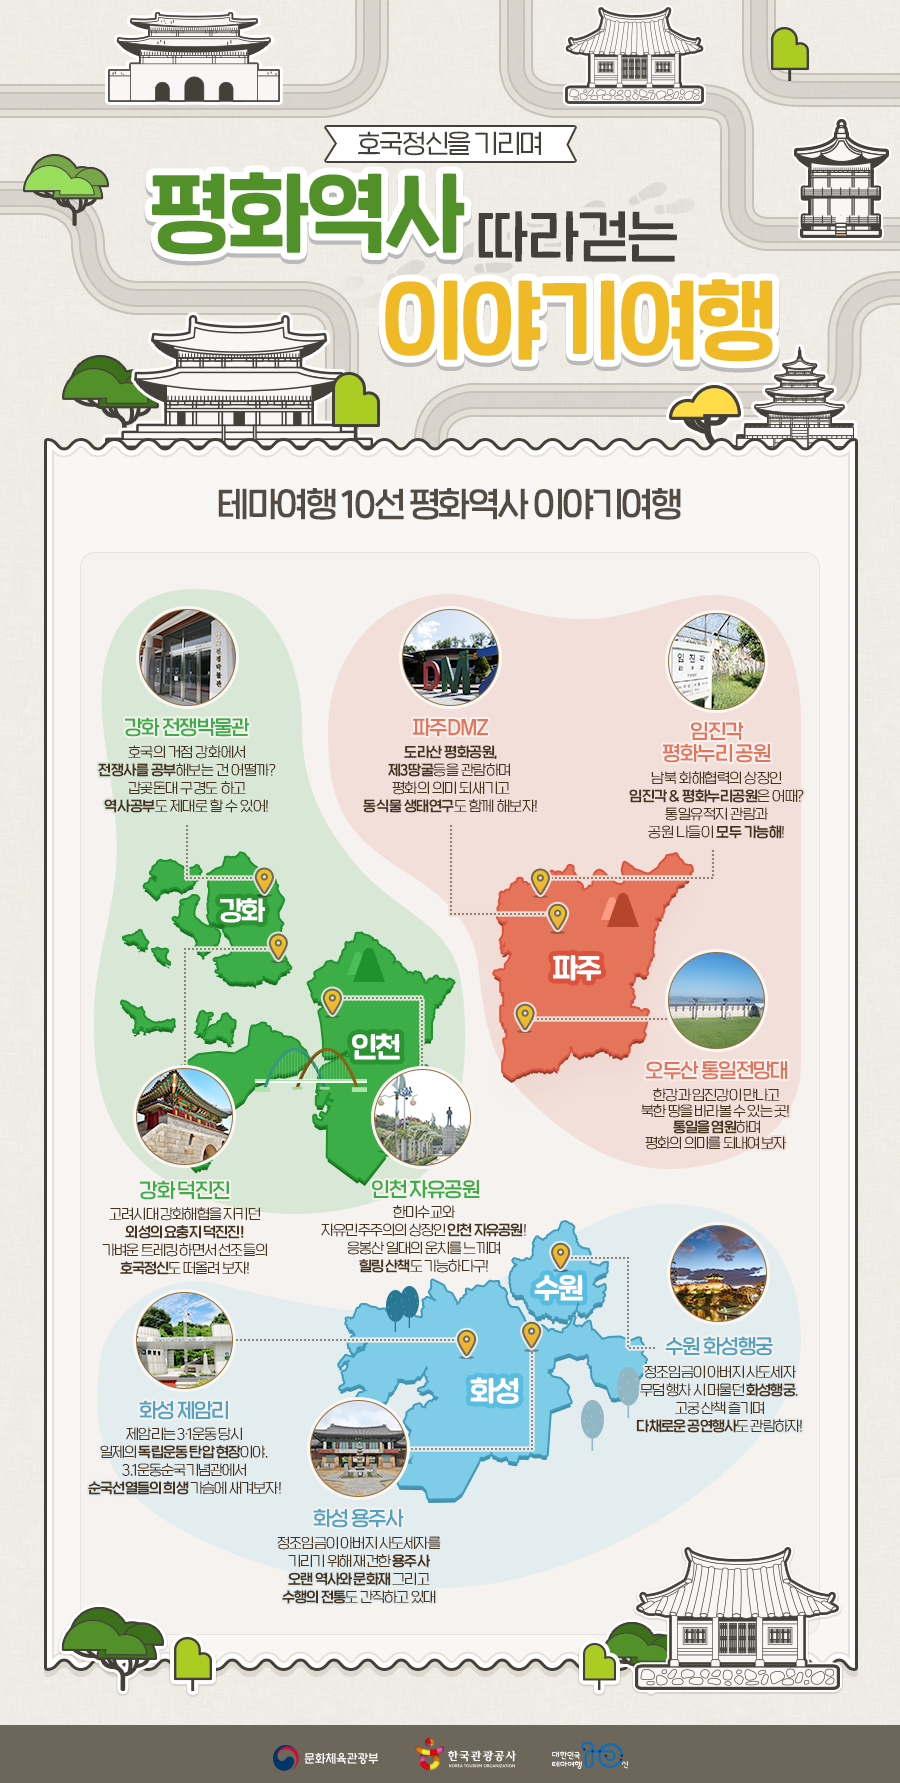 호국정신을 기리며
평화역사 따라걷는
이야기여행
테마여행 10선 평화역사 이야기여행
강화 전쟁박물관
호국의 거점 강화에서
전쟁사를 공부해보는 건 어떨까?
갑곶돈대 구경도 하고
역사공부도 제대로 할 수 있어!
DMZ
파주 DMZ
도라산 평화공원,
제3땅굴등을 관람하며
평화의 의미 되새기고
동식물 생태연구도 함께 해보자!
임진각
임진각
평화누리 공원
남북 화해협력의 상징인
임진각 & 평화누리공원은 어때?
통일유적지 관람과
공원 나들이 모두 가능해!
강화
파주
인천
오두산 통일전망대
한강과 임진강이 만나고
북한 땅을 바라볼 수 있는 곳!
통일을 염원하며
평화의 의미를 되내여 보자
강화 덕진진
고려시대 강화해협을 지키던
외성의 요충지 덕진진!
가벼운 트레킹 하면서 선조들의
호국정신도 떠올려 보자!
인천 자유공원
한미수교와
자유민주주의의 상징인 인천 자유공원!
응봉산 일대의 운치를 느끼며
힐링 산책도 가능하다구!
수원
화성
수원 화성행궁
정조임금이 아버지 사도세자
무덤 행차 시 머물던 화성행궁.
고궁 산책 즐기며
다채로운 공연행사도 관람하자!
화성 제암리
제암리는 3·1운동 당시
일제의 독립운동 탄압 현장이야.
3.1운동순국기념관에서
순국선열들의 희생 가슴에 새겨보자!
화성 용주사
정조임금이 아버지 사도세자를
기리기 위해 재건한 용주사
오랜 역사와 문화재 그리고
수행의 전통도 간직하고 있대
문화체육관광부
한국관광공사
KOREA TOURISM ORGANIZATION
대한민국
테마여행 10선